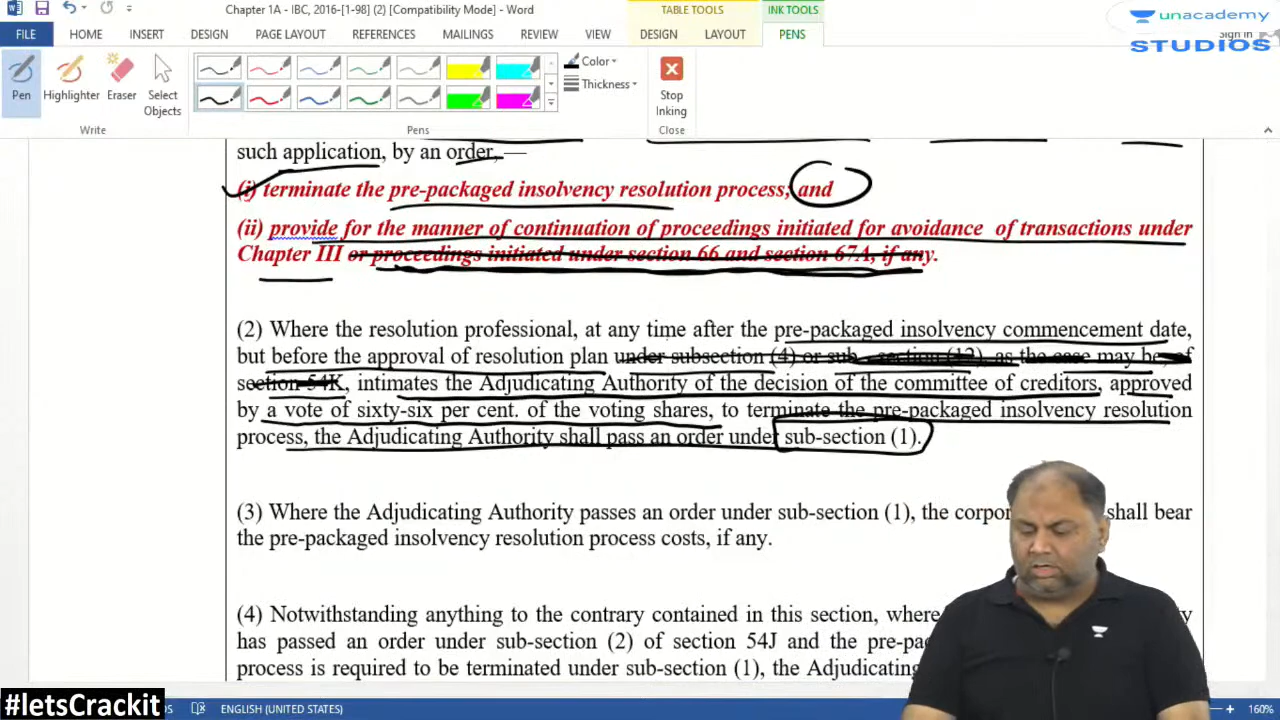 Chapter 1A - IBC, 2016-[1-98] (2) [Compatibility Mode] - Word
TABLE TOOLS
INK TOOLS
unacademy
STUDIOS
Sign in
FILE HOME INSERT DESIGN PAGE LAYOUT REFERENCES MAILINGS REVIEW VIEW DESIGN LAYOUT PENS
Pen Highlighter Eraser Select Objects
Color
Thickness
Stop Inking
Write Pens Close
such application, by an order, —
(i) terminate the pre-packaged insolvency resolution process; and
(ii) provide for the manner of continuation of proceedings initiated for avoidance of transactions under
Chapter III or proceedings initiated under section 66 and section 67A, if any.
(2) Where the resolution professional, at any time after the pre-packaged insolvency commencement date,
but before the approval of resolution plan under subsection (4) or sub - section (12), as the case may be, of
section 54K, intimates the Adjudicating Authority of the decision of the committee of creditors, approved
by a vote of sixty-six per cent. of the voting shares, to terminate the pre-packaged insolvency resolution
process, the Adjudicating Authority shall pass an order under sub-section (1).
(3) Where the Adjudicating Authority passes an order under sub-section (1), the corpor shall bear
the pre-packaged insolvency resolution process costs, if any.
(4) Notwithstanding anything to the contrary contained in this section, where
has passed an order under sub-section (2) of section 54J and the pre-pac
process is required to be terminated under sub-section (1), the Adjudicating
#letsCrackit
ENGLISH (UNITED STATES)
160%